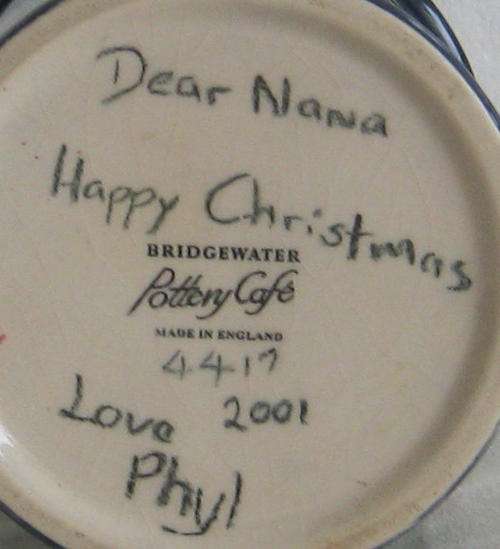 Dear Nana
Happy Christmas
BRIDGEWATER
Pottery Café
MADE IN ENGLAND
4417
Love 2001
Phyl